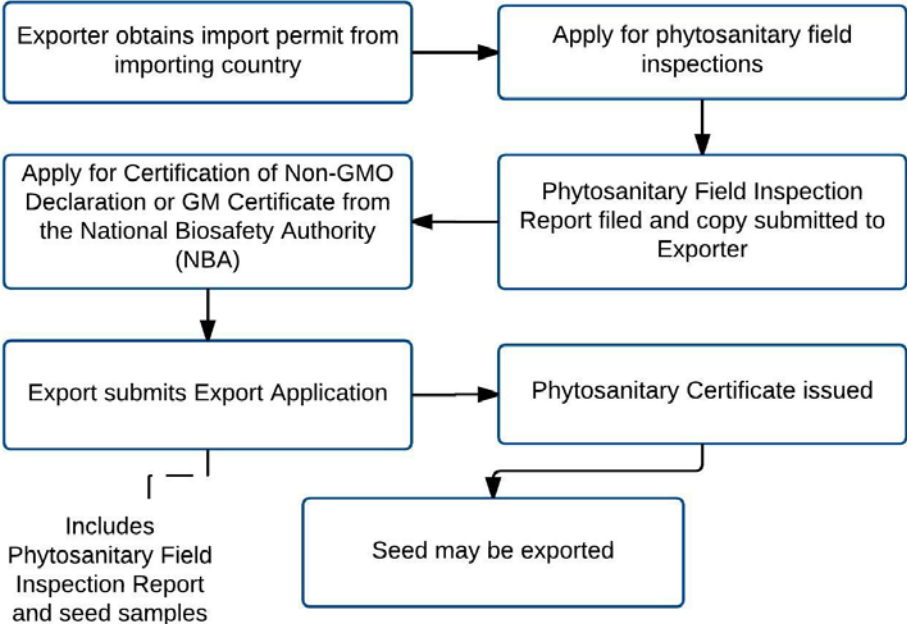 Exporter obtains import permit from
importing country
Apply for phytosanitary field
inspections
Phytosanitary Field Inspection
Report filed and copy submitted to
Exporter
Apply for Certification of Non-GMO
Declaration or GM Certificate from
the National Biosafety Authority
(NBA)
Export submits Export Application
Includes
Phytosanitary Field
Inspection Report
and seed samples
Phytosanitary Certificate issued
Seed may be exported